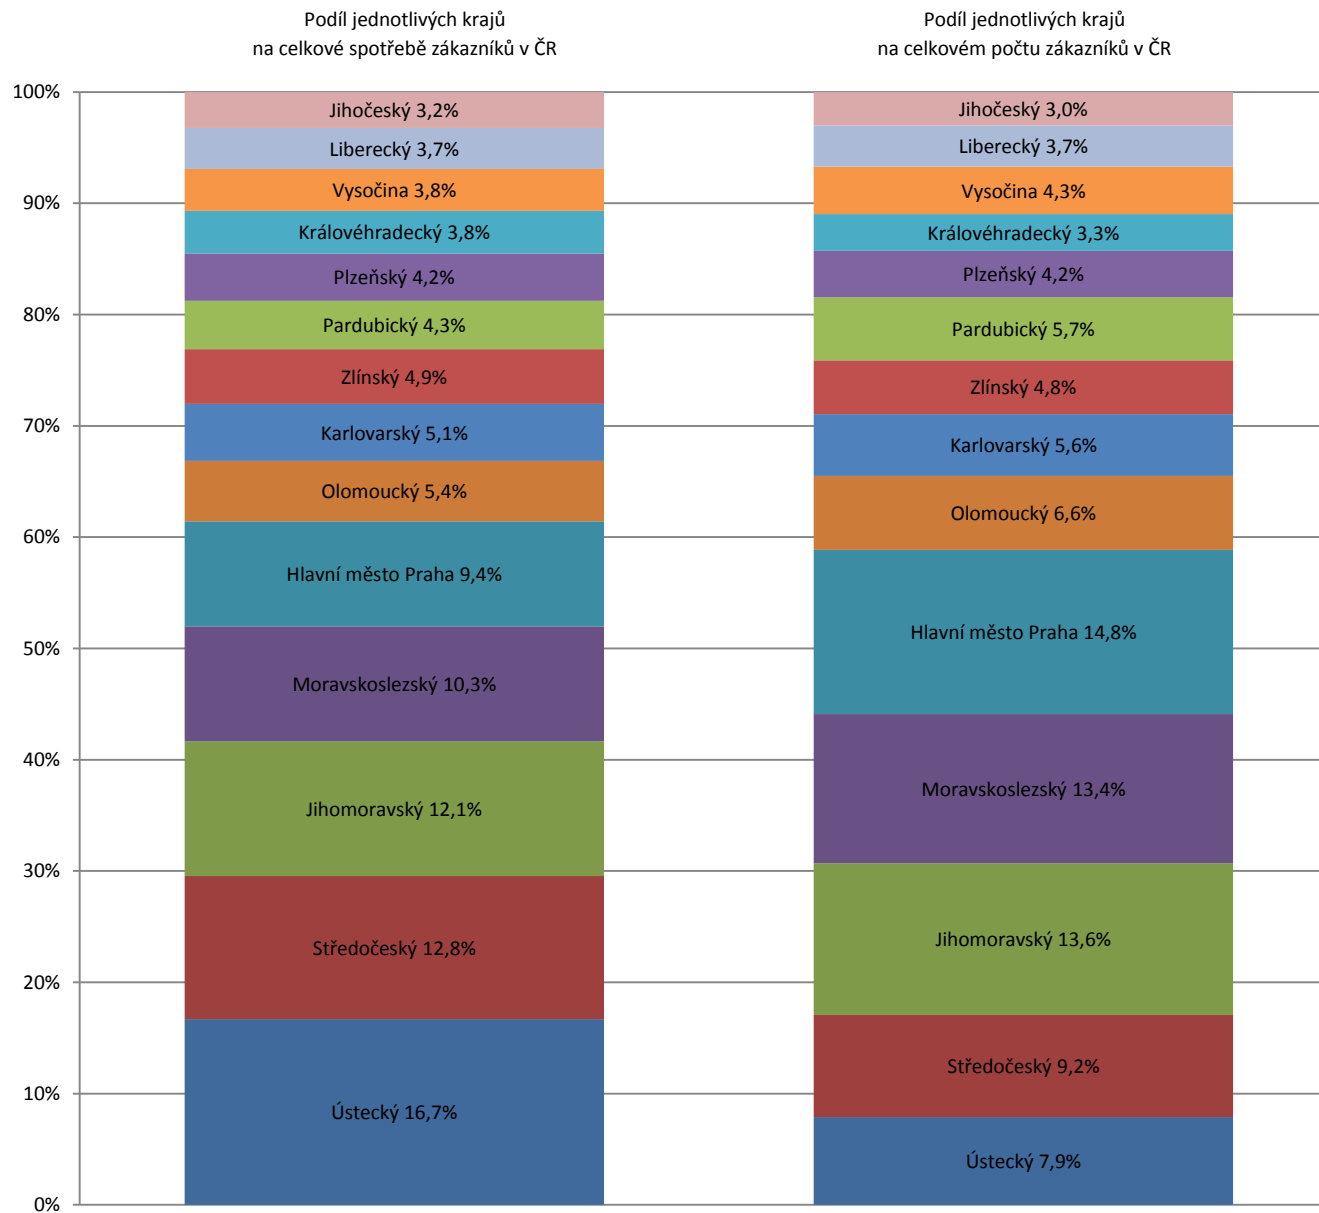 Podíl jednotlivých krajů
na celkové spotřebě zákazníků v ČR
Podíl jednotlivých krajů
na celkovém počtu zákazníků v ČR
100%
90%
80%
70%
60%
50%
40%
30%
20%
10%
0%
Jihočeský 3,2%
Liberecký 3,7%
Vysočina 3,8%
Královéhradecký 3,8%
Plzeňský 4,2%
Pardubický 4,3%
Zlínský 4,9%
Karlovarský 5,1%
Olomoucký 5,4%
Hlavní město Praha 9,4%
Moravskoslezský 10,3%
Jihomoravský 12,1%
Středočeský 12,8%
Ústecký 16,7%
Jihočeský 3,0%
Liberecký 3,7%
Vysočina 4,3%
Královéhradecký 3,3%
Plzeňský 4,2%
Pardubický 5,7%
Zlínský 4,8%
Karlovarský 5,6%
Olomoucký 6,6%
Hlavní město Praha 14,8%
Moravskoslezský 13,4%
Jihomoravský 13,6%
Středočeský 9,2%
Ústecký 7,9%